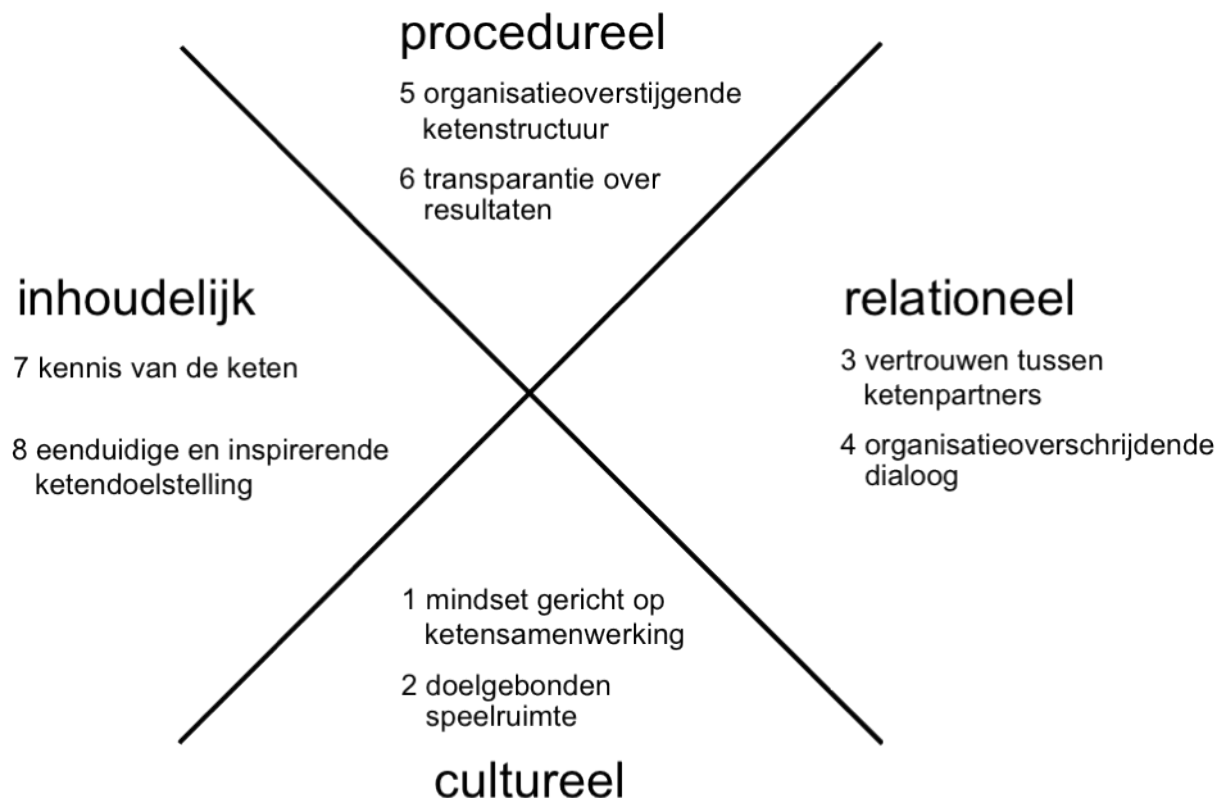 procedureel
5 organisatieoverstijgende
ketenstructuur
6 transparantie over
resultaten
inhoudelijk
7 kennis van de keten
8 eenduidige en inspirerende
ketendoelstelling
relationeel
3 vertrouwen tussen
ketenpartners
4 organisatieoverschrijdende
dialoog
1 mindset gericht op
ketensamenwerking
2 doelgebonden
speelruimte
cultureel